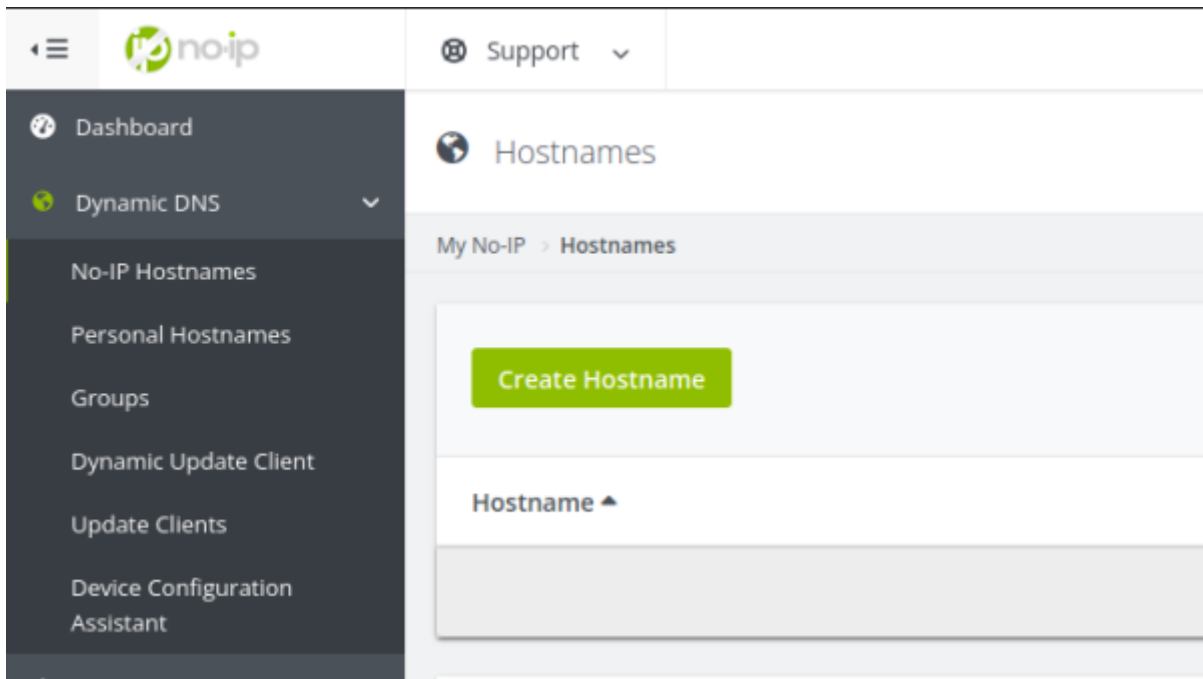 no-ip
Support
Dashboard
Dynamic DNS
No-IP Hostnames
Personal Hostnames
Groups
Dynamic Update Client
Update Clients
Device Configuration
Assistant
Hostnames
My No-IP > Hostnames
Create Hostname
Hostname